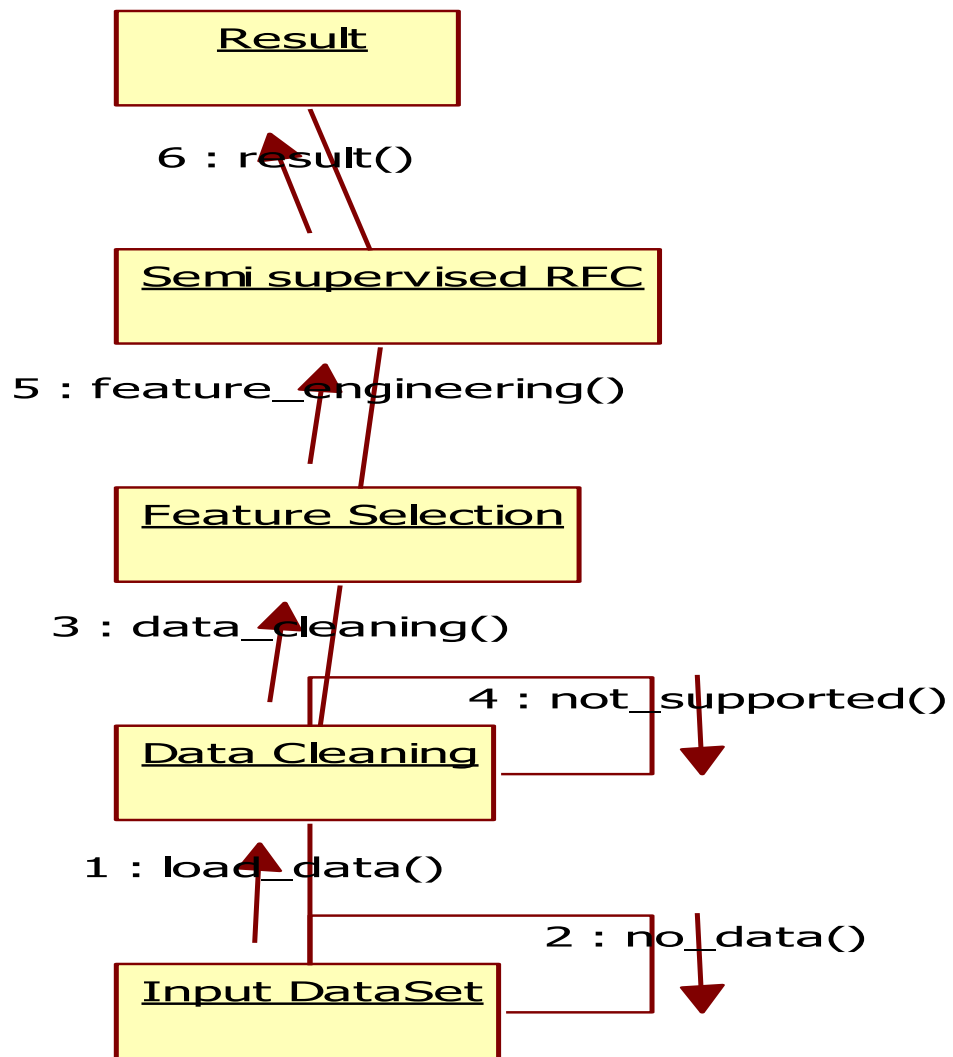 Result
6 : result()
Semi supervised RFC
5 : feature_engineering()
Feature Selection
3 : data_cleaning()
4 : not_supported()
Data Cleaning
1 : load_data()
2 : no_data()
Input DataSet